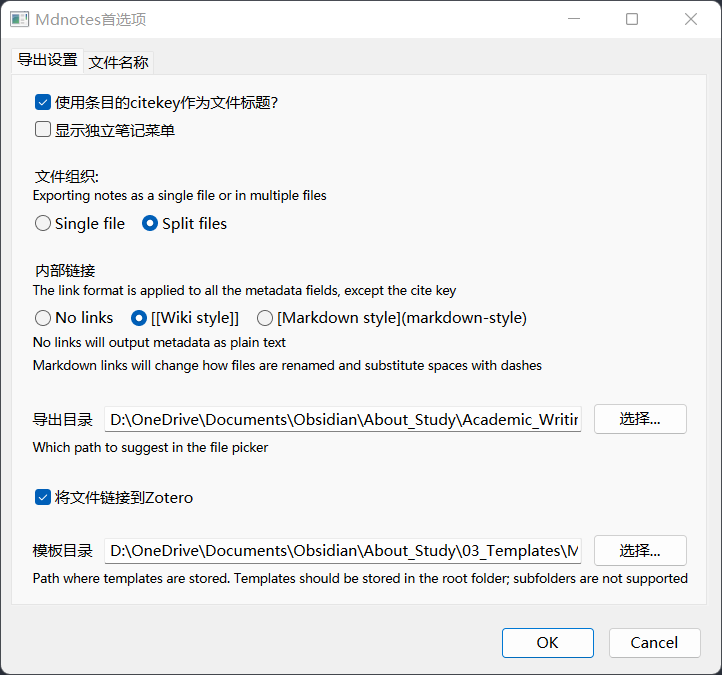 Mdnotes首选项
导出设置 文件名称
使用条目的citekey作为文件标题?
显示独立笔记菜单
文件组织:
Exporting notes as a single file or in multiple files
Single file Split files
内部链接
The link format is applied to all the metadata fields, except the cite key
No links [[Wiki style]] [Markdown style](markdown-style)
No links will output metadata as plain text
Markdown links will change how files are renamed and substitute spaces with dashes
导出目录 D:\OneDrive\Documents\Obsidian\About_Study\Academic_Writin 选择...
Which path to suggest in the file picker
将文件链接到Zotero
模板目录 D:\OneDrive\Documents\Obsidian\About_Study\03_Templates\M 选择...
Path where templates are stored. Templates should be stored in the root folder; subfolders are not supported
OK Cancel